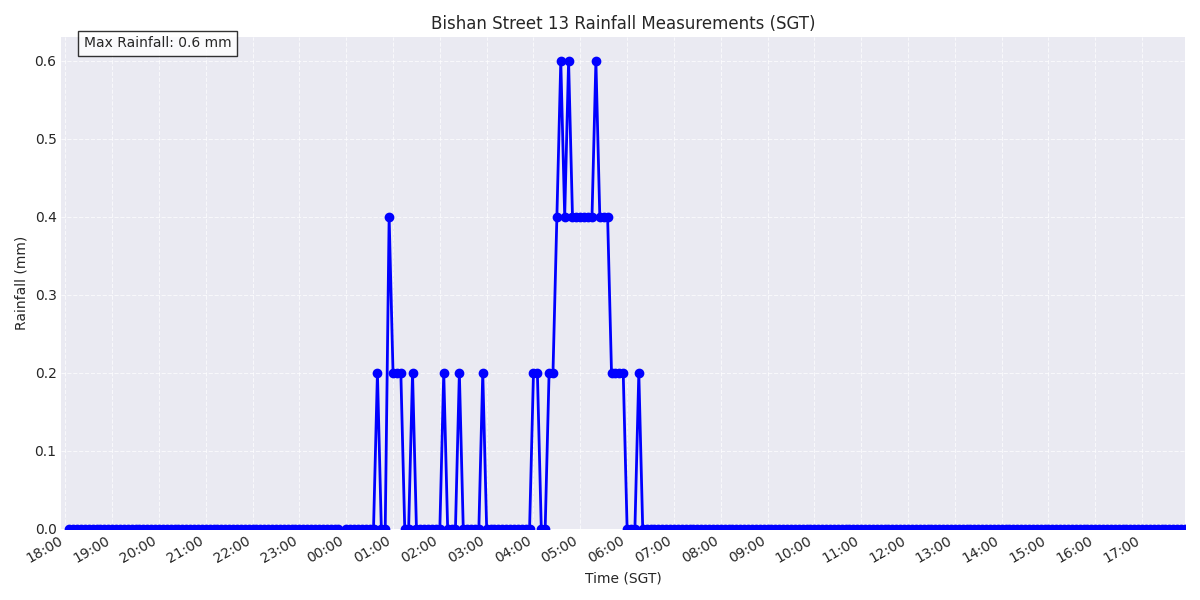 Bishan Street 13 Rainfall Measurements (SGT)
Max Rainfall: 0.6 mm
Rainfall (mm)
0.6
0.5
0.4
0.3
0.2
0.1
0.0
18:00 19:00 20:00 21:00 22:00 23:00 00:00 01:00 02:00 03:00 04:00 05:00 06:00 07:00 08:00 09:00 10:00 11:00 12:00 13:00 14:00 15:00 16:00 17:00
Time (SGT)